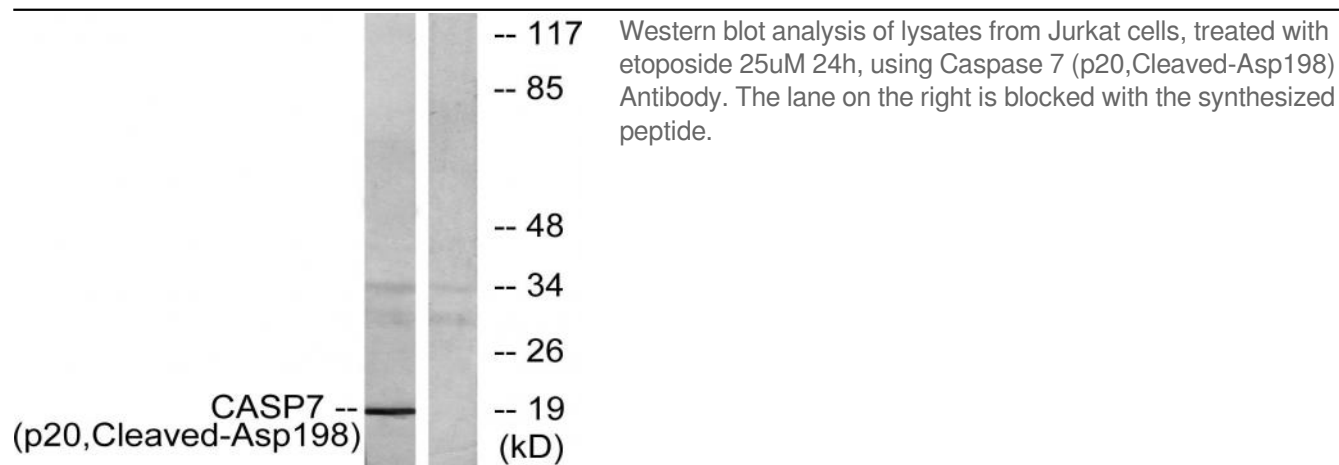 -- 117
-- 85
-- 48
-- 34
-- 26
CASP7 -- -- 19
(p20,Cleaved-Asp198) (kD)
Western blot analysis of lysates from Jurkat cells, treated with
etoposide 25uM 24h, using Caspase 7 (p20,Cleaved-Asp198)
Antibody. The lane on the right is blocked with the synthesized
peptide.